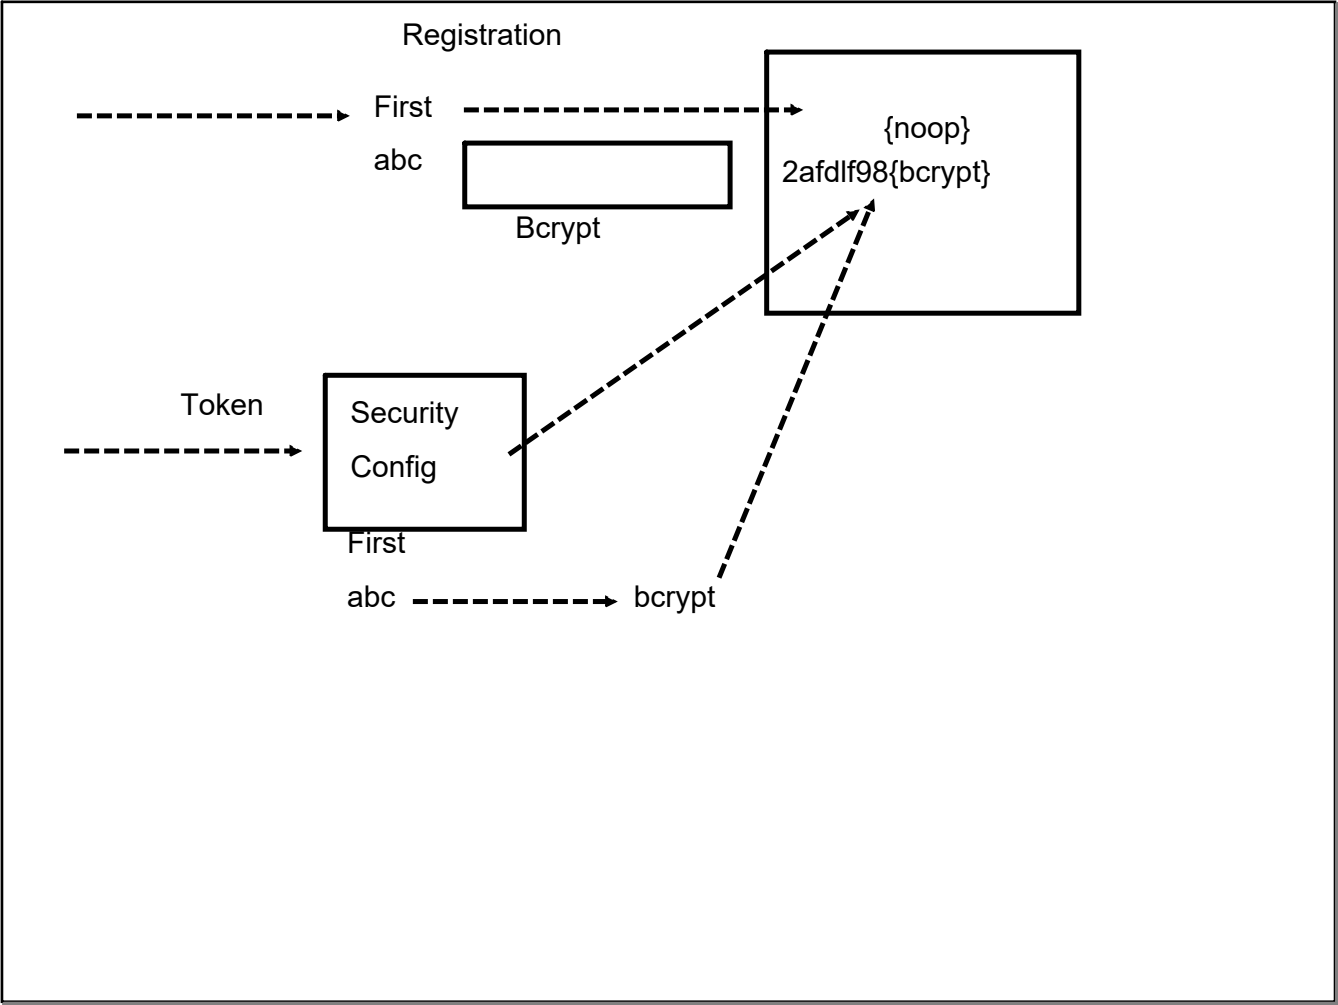 Registration
First
abc
Bcrypt
{noop}
2afdlf98{bcrypt}
Token
Security
Config
First
abc
bcrypt